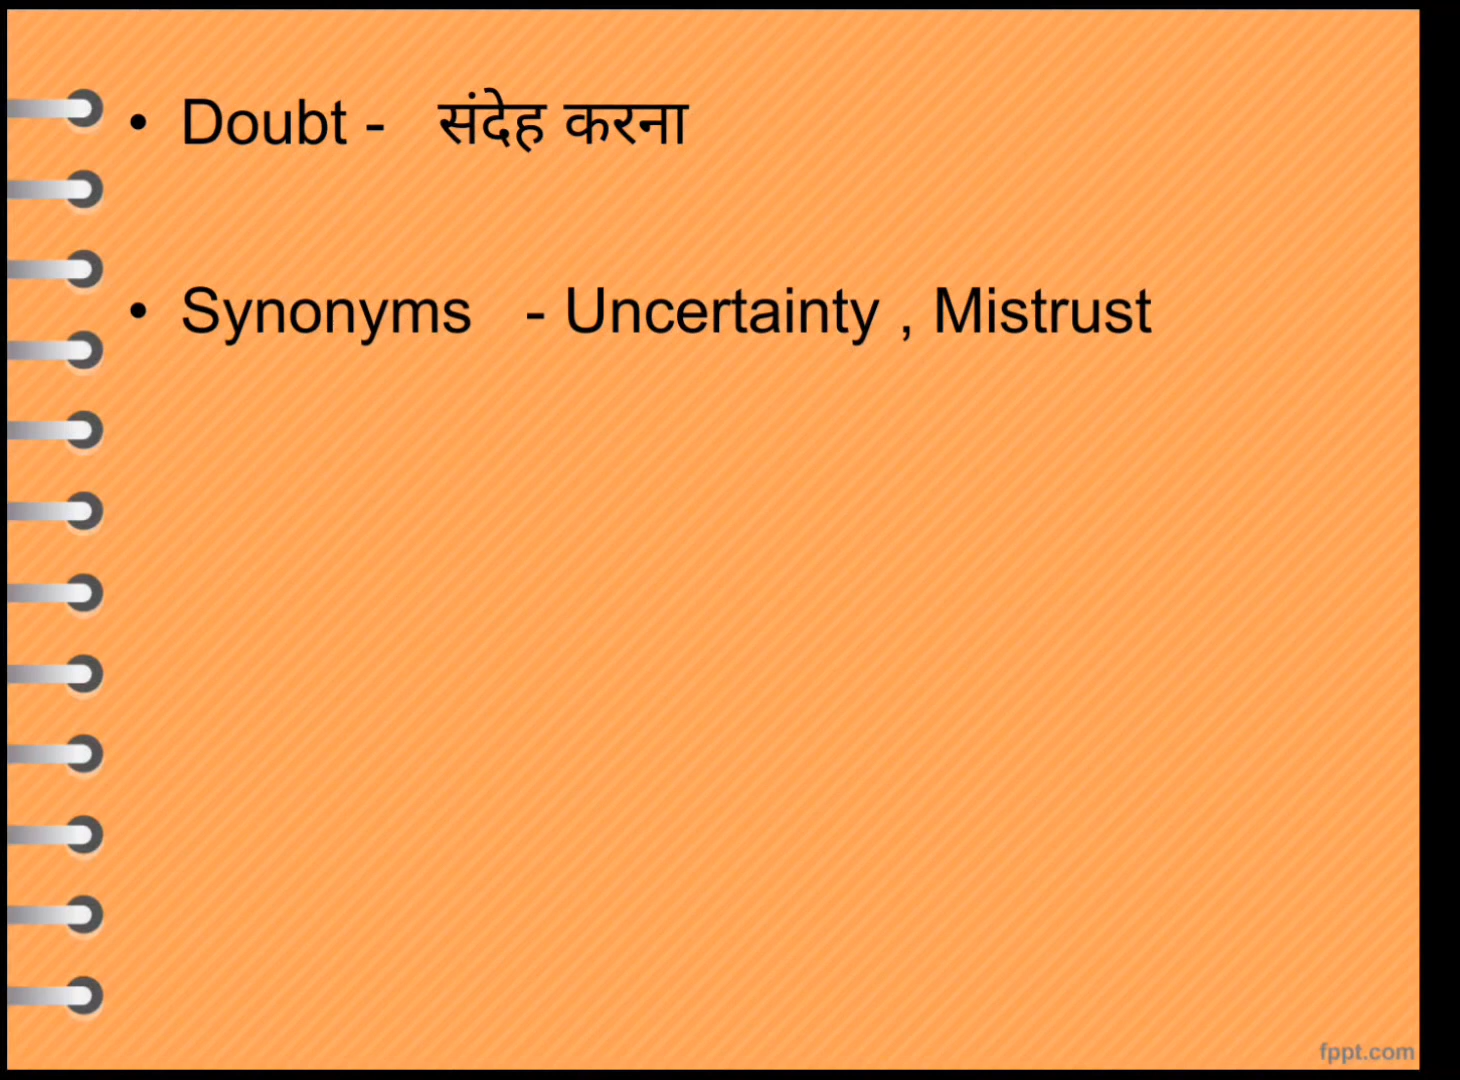 • Doubt - संदेह करना
• Synonyms - Uncertainty , Mistrust
fppt.com